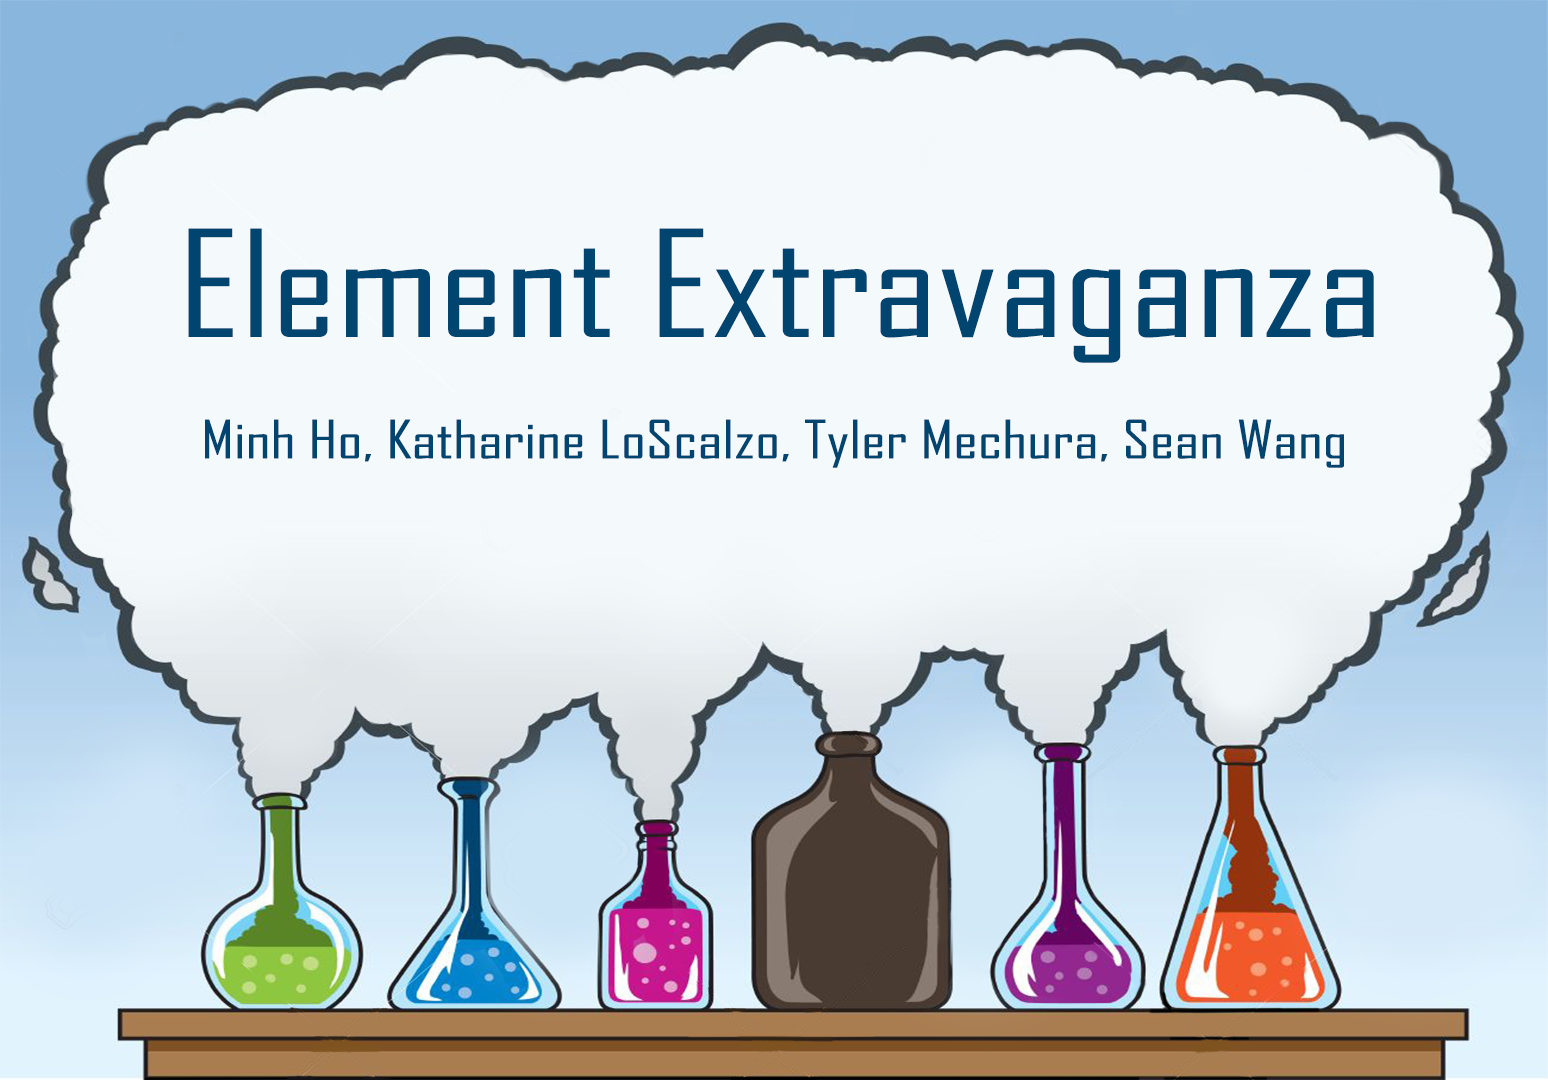 Element Extravaganza
Minh Ho, Katharine LoScalzo, Tyler Mechura, Sean Wang